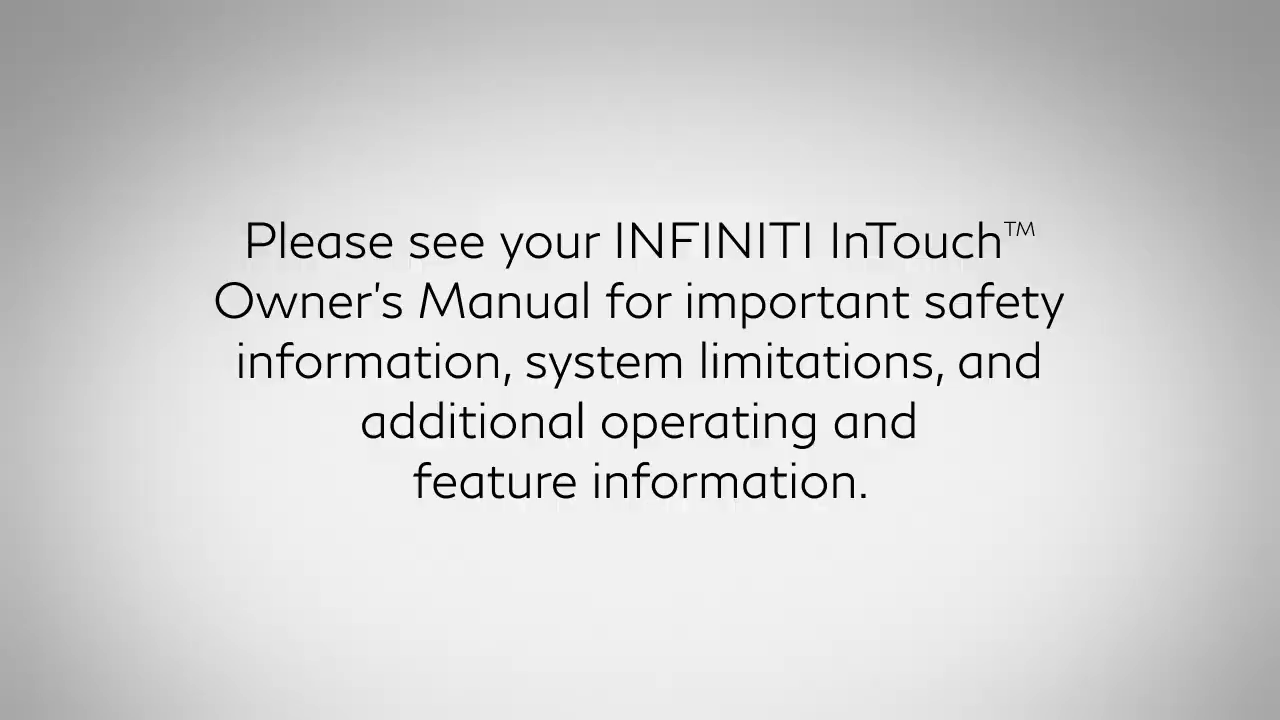 Please see your INFINITI InTouch™
Owner's Manual for important safety
information, system limitations, and
additional operating and
feature information.